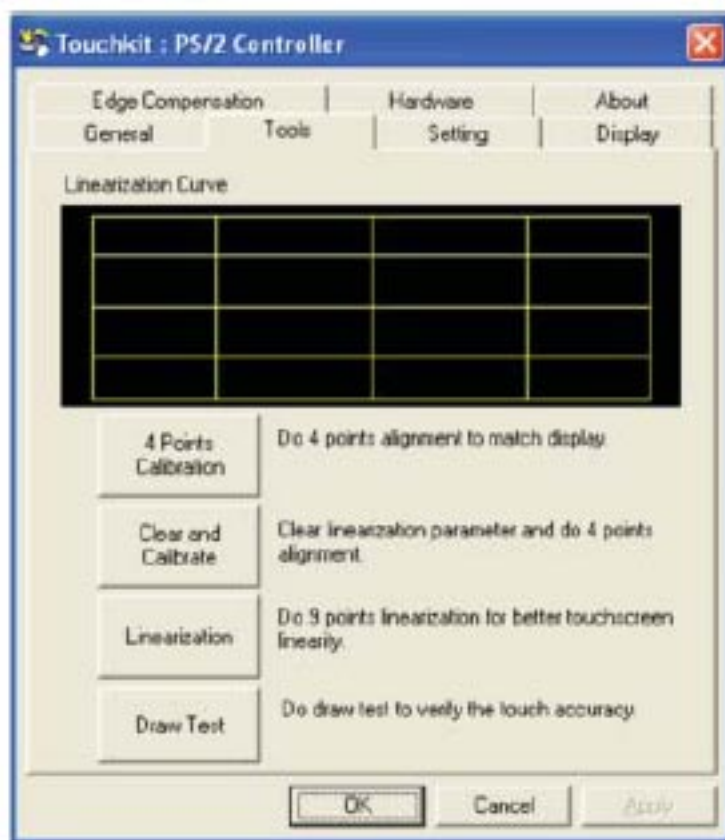 Touchkit : PS/2 Controller
Edge Compensation Hardware About
General Tools Setting Display
Linearization Curve
4 Points
Calibration
Do 4 points alignment to match display.
Clear and
Calibrate
Clear linearization parameter and do 4 points
alignment.
Linearization
Do 9 points linearization for better touchscreen
linearity.
Draw Test
Do draw test to verify the touch accuracy.
OK Cancel Apply